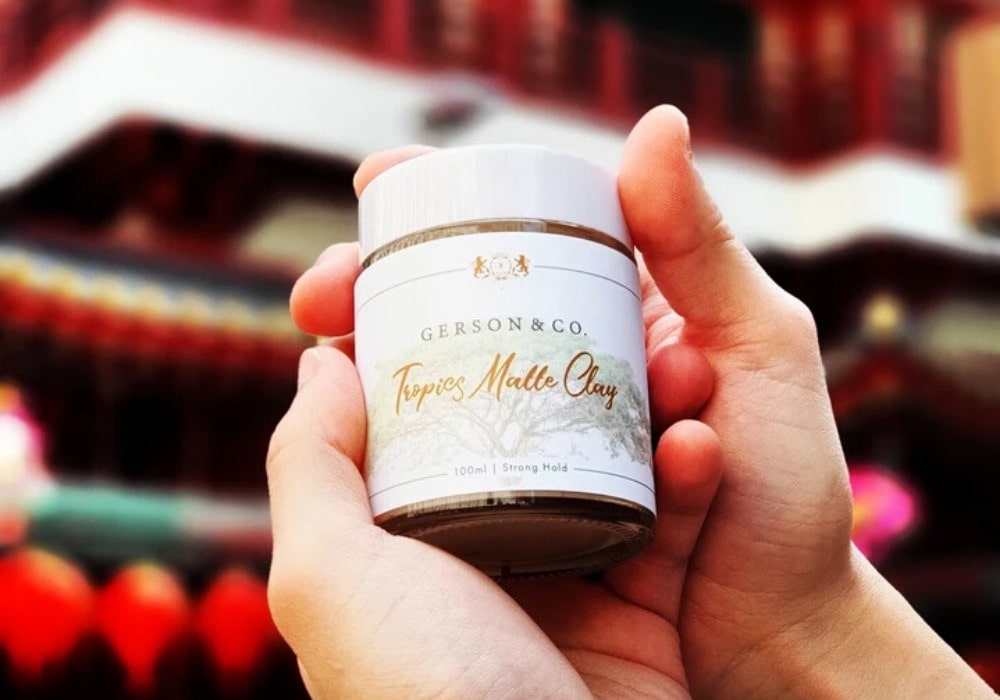 GERSON & CO.
Tropics Matte Clay
100ml | Strong Hold